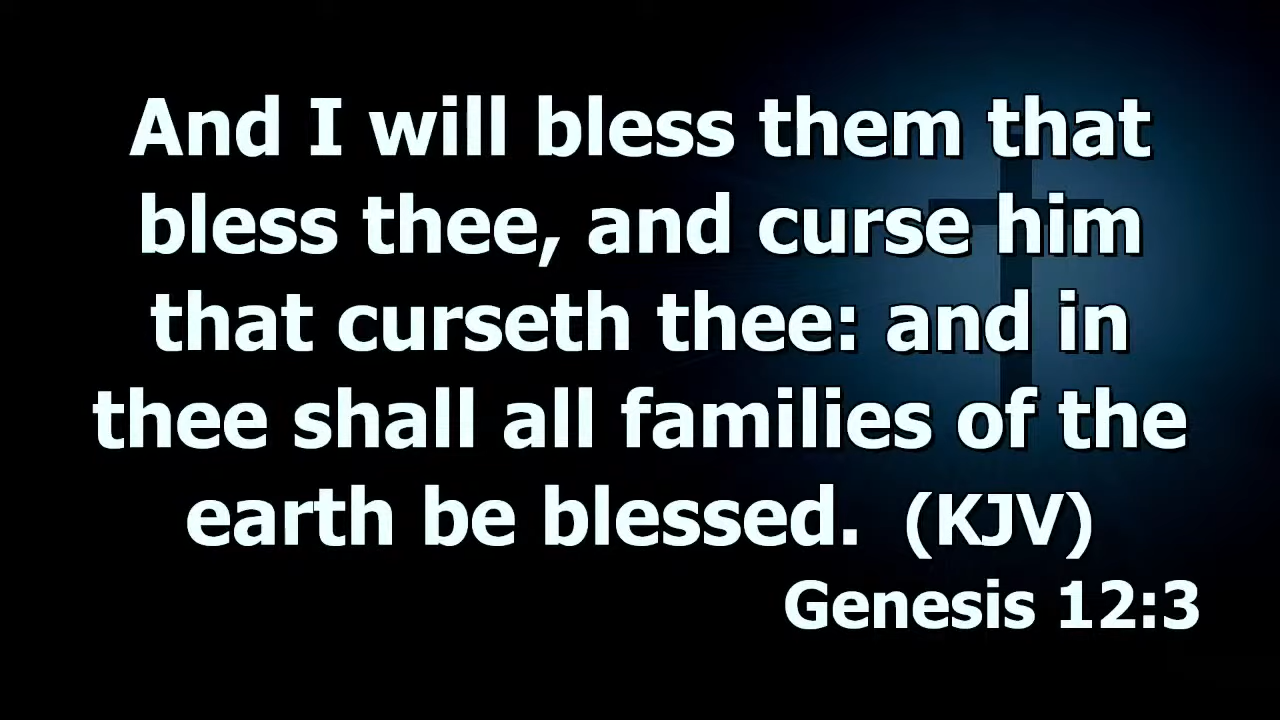 And I will bless them that
bless thee, and curse him
that curseth thee: and in
thee shall all families of the
earth be blessed. (KJV)
Genesis 12:3